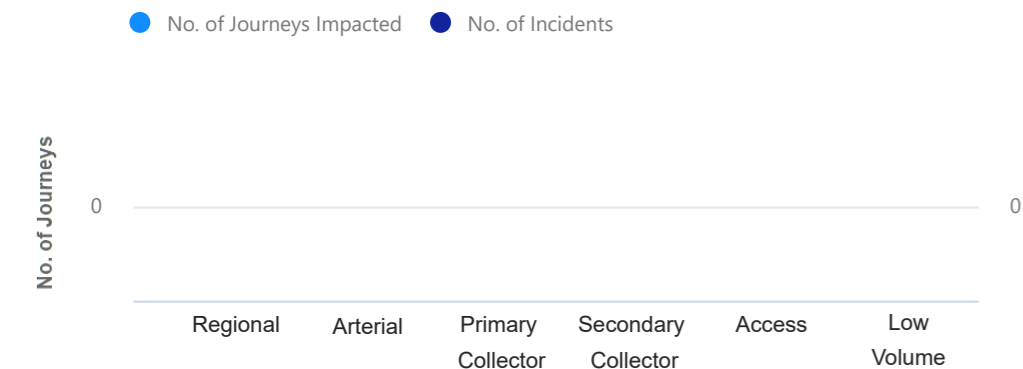 No. of Journeys Impacted No. of Incidents
No. of Journeys
0 0
Regional Arterial Primary Collector Secondary Collector Access Low Volume